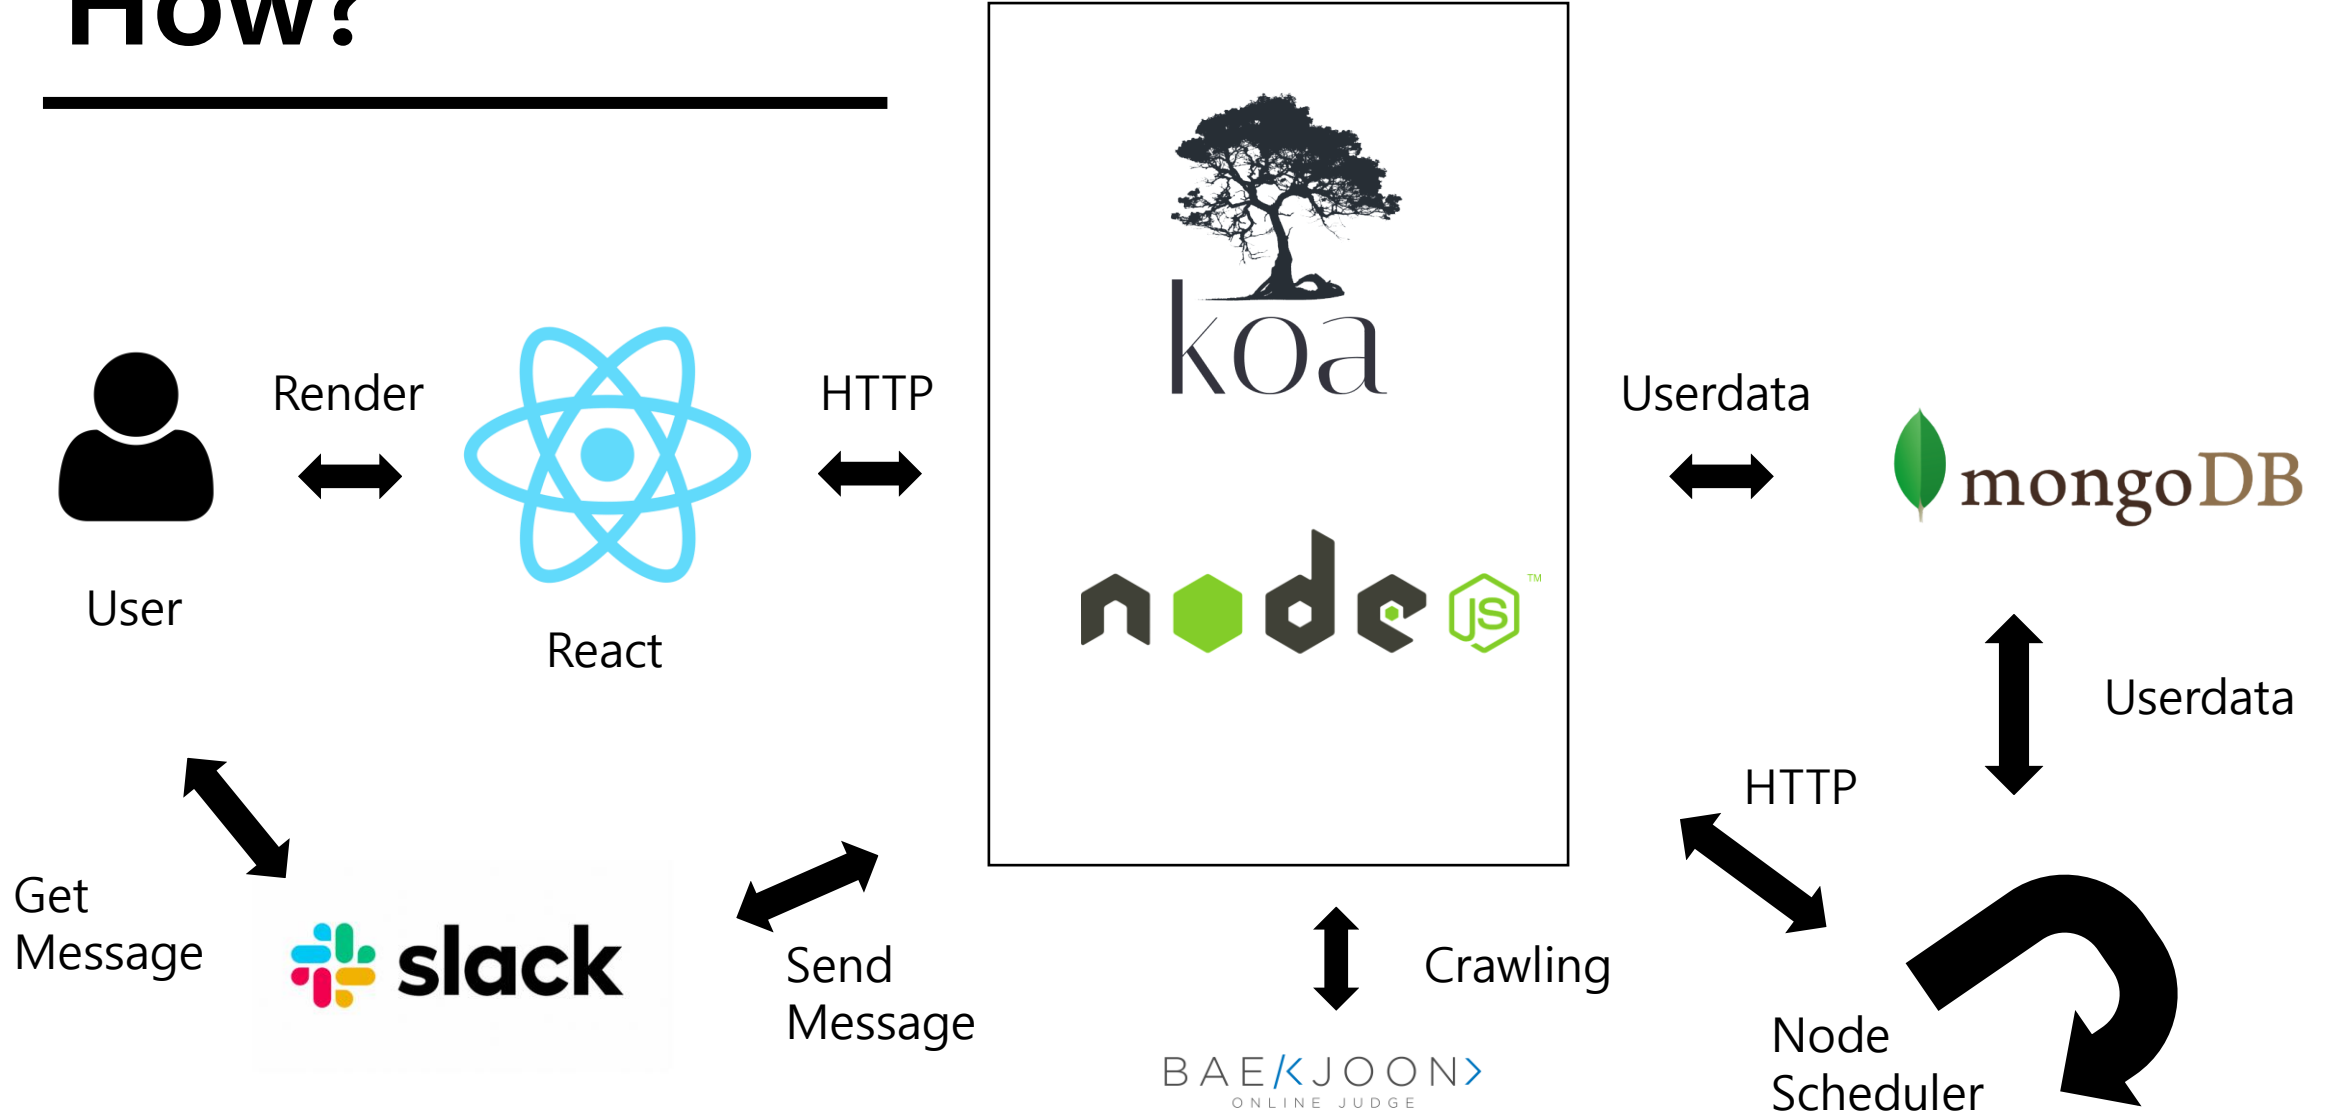 How?
koa
Render
HTTP
Userdata
mongoDB
node JS ™
User
React
Userdata
HTTP
Get
Message
slack
Send
Message
Crawling
Node
Scheduler
BAEKJOON>
ONLINE JUDGE